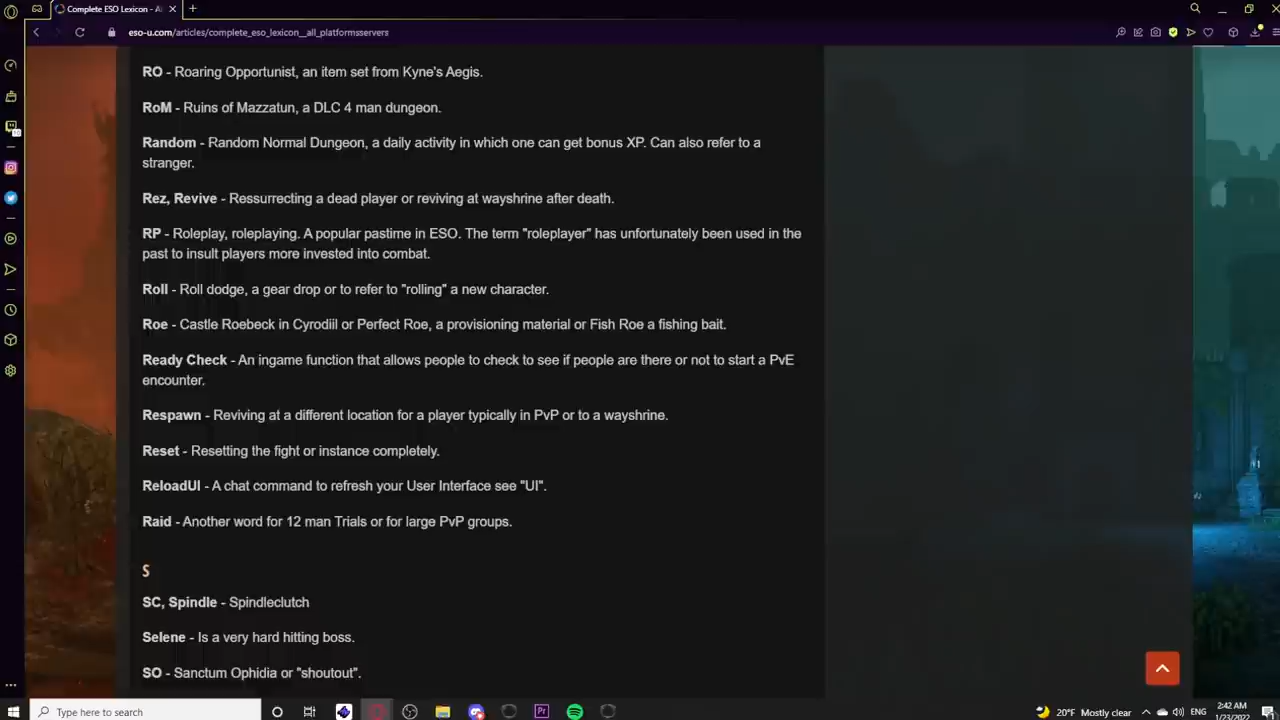 Complete ESO Lexicon - A
eso-u.com/articles/complete_eso_lexicon__all_platformsservers
RO - Roaring Opportunist, an item set from Kyne's Aegis.
RoM - Ruins of Mazzatun, a DLC 4 man dungeon.
Random - Random Normal Dungeon, a daily activity in which one can get bonus XP. Can also refer to a
stranger.
Rez, Revive - Ressurrecting a dead player or reviving at wayshrine after death.
RP - Roleplay, roleplaying. A popular pastime in ESO. The term "roleplayer" has unfortunately been used in the
past to insult players more invested into combat.
Roll - Roll dodge, a gear drop or to refer to "rolling" a new character.
Roe - Castle Roebeck in Cyrodiil or Perfect Roe, a provisioning material or Fish Roe a fishing bait.
Ready Check - An ingame function that allows people to check to see if people are there or not to start a PvE
encounter.
Respawn - Reviving at a different location for a player typically in PvP or to a wayshrine.
Reset - Resetting the fight or instance completely.
ReloadUI - A chat command to refresh your User Interface see "UI".
Raid - Another word for 12 man Trials or for large PvP groups.
S
SC, Spindle - Spindleclutch
Selene - Is a very hard hitting boss.
SO - Sanctum Ophidia or "shoutout".
Type here to search
Pr
20°F Mostly clear
ENG
2:42 AM
1/23/2022